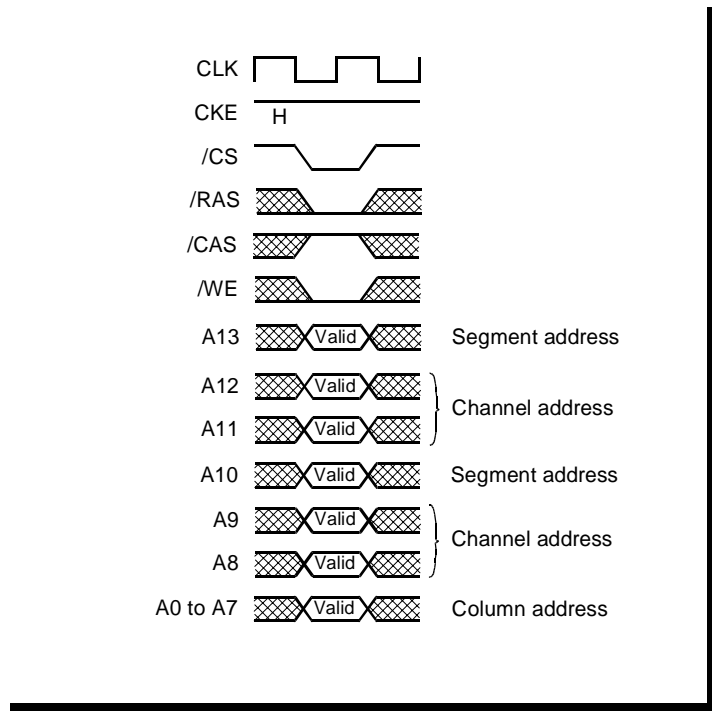 CLK
CKE H
/CS
/RAS
/CAS
/WE
A13 Valid Segment address
A12 Valid
Channel address
A11 Valid
A10 Valid Segment address
A9 Valid
Channel address
A8 Valid
A0 to A7 Valid Column address